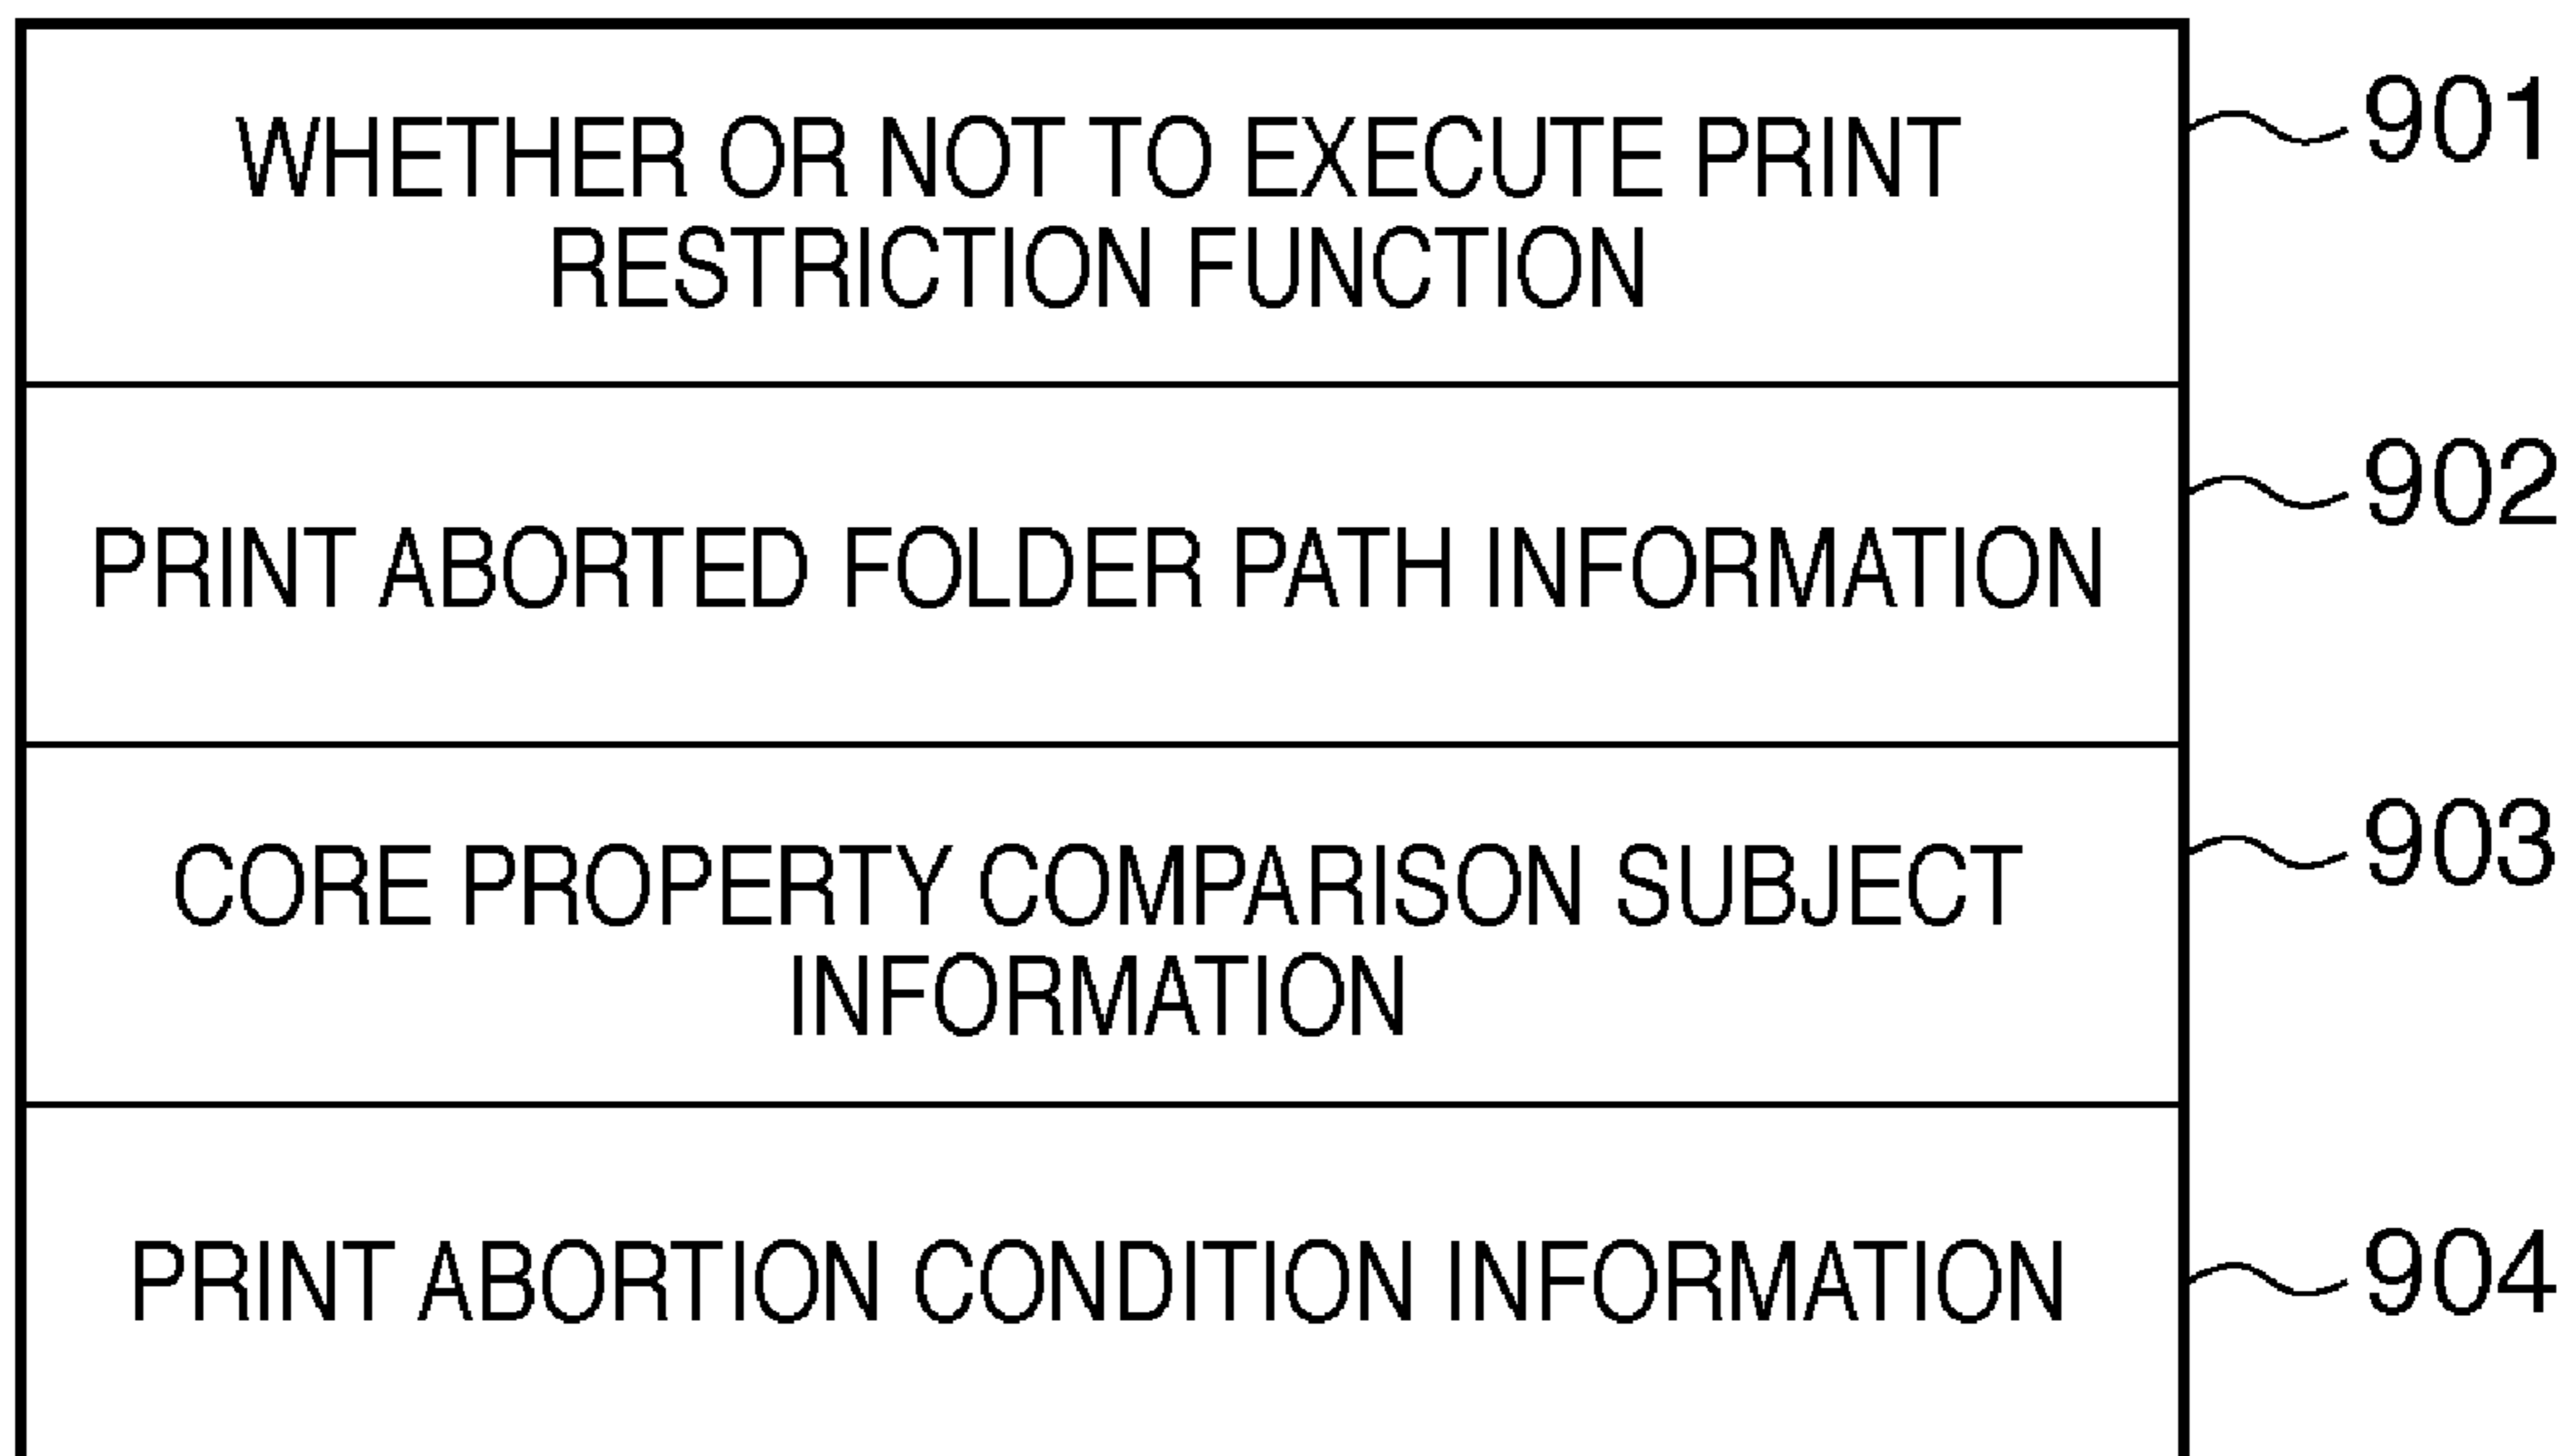 WHETHER OR NOT TO EXECUTE PRINT
RESTRICTION FUNCTION
901
PRINT ABORTED FOLDER PATH INFORMATION
902
CORE PROPERTY COMPARISON SUBJECT
INFORMATION
903
PRINT ABORTION CONDITION INFORMATION
904